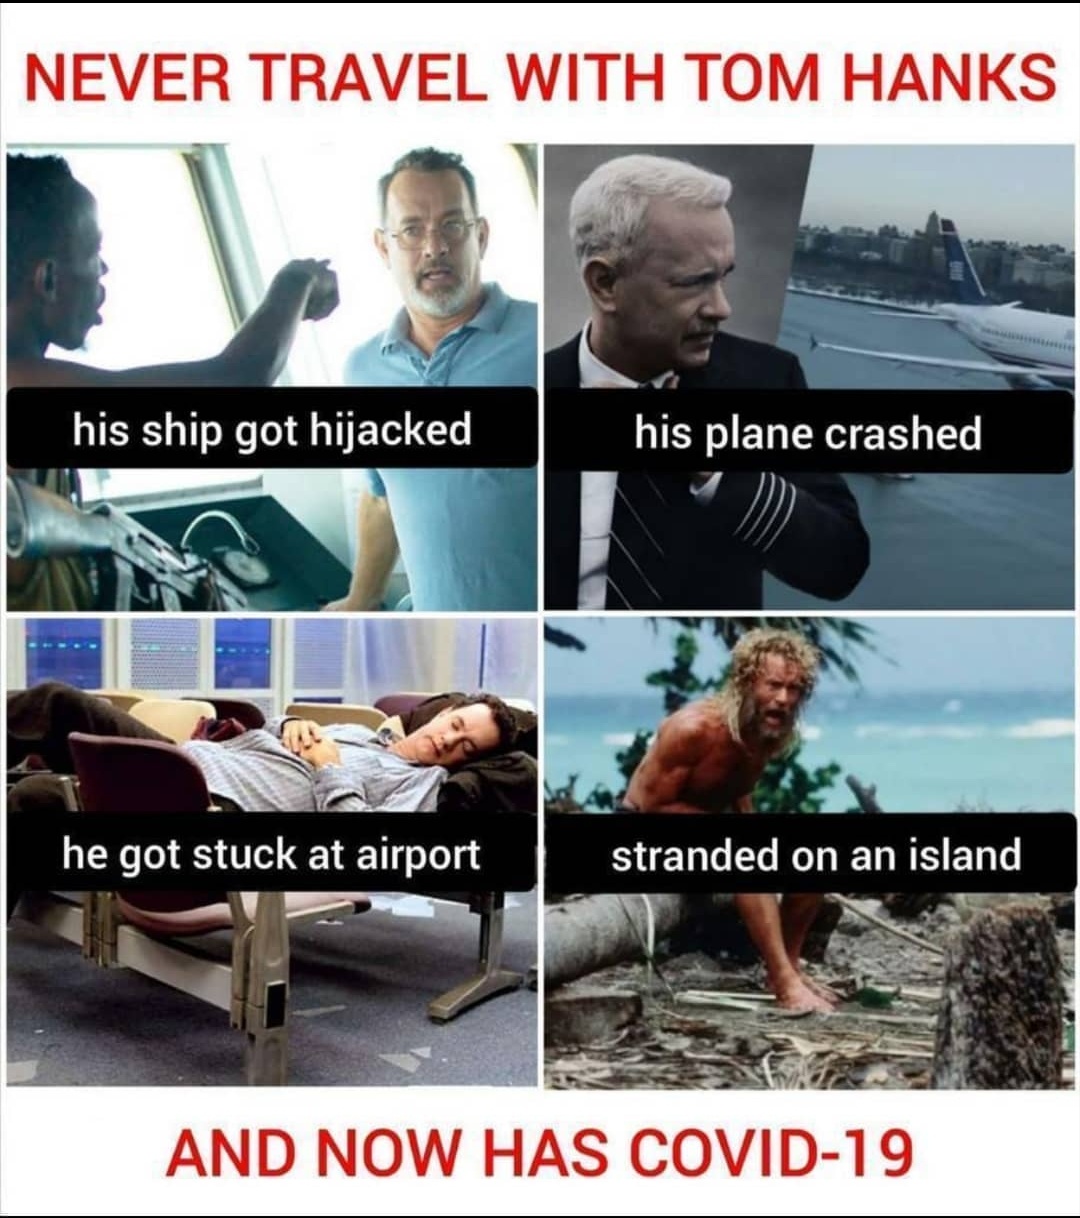 NEVER TRAVEL WITH TOM HANKS
his ship got hijacked
his plane crashed
he got stuck at airport
stranded on an island
AND NOW HAS COVID-19